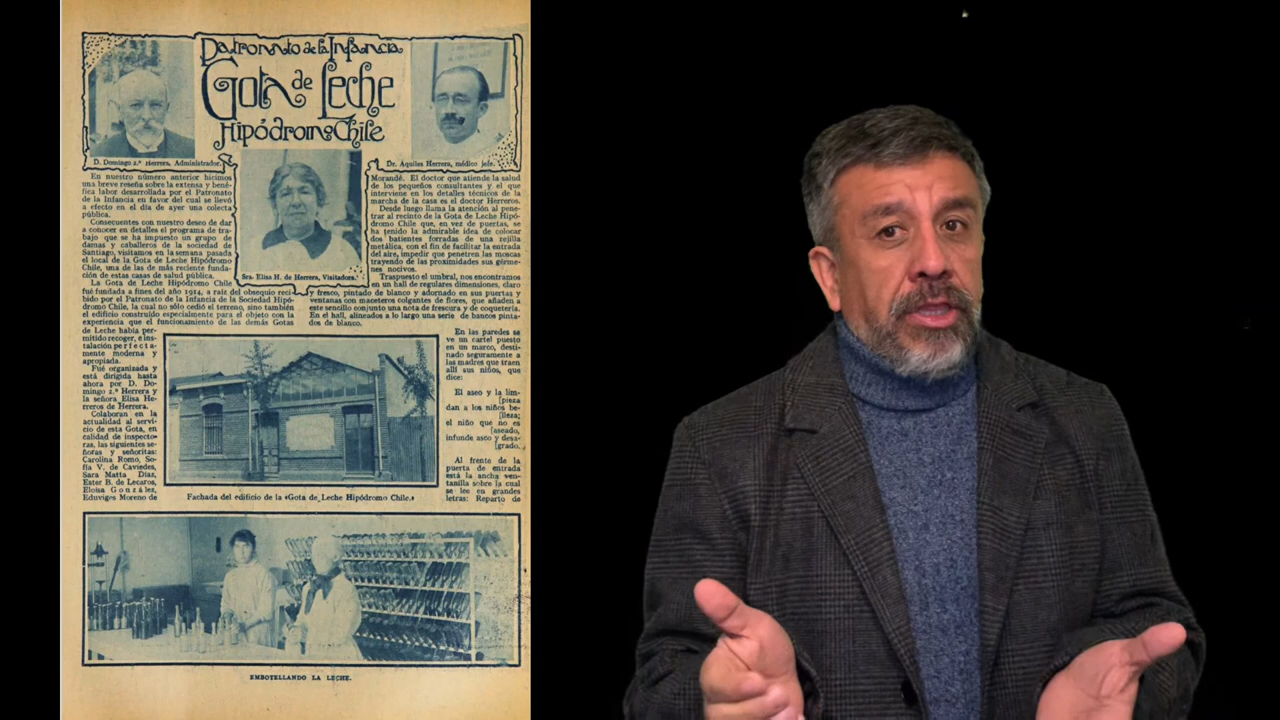 Patronato de la Infancia
Gota de Leche
Hipódromo Chile
D. Domingo 2.º Herrera, Administrador.
Dr. Aquiles Herrera, médico jefe.
Sra. Elisa H. de Herrera, Visitadora.
En nuestro número anterior hicimos
una breve reseña sobre la extensa y bené-
fica labor desarrollada por el Patronato
de la Infancia en favor del cual se llevó
a efecto en el día de ayer una colecta
pública.
Consecuentes con nuestro deseo de dar
a conocer en detalles el programa de tra-
bajo que se ha impuesto un grupo de
damas y caballeros de la sociedad de
Santiago, visitamos en la semana pasada
el local de la Gota de Leche Hipódromo
Chile, una de las de más reciente funda-
ción de estas casas de salud pública.
La Gota de Leche Hipódromo Chile
fué fundada a fines del año 1914, a raíz del obsequio reci-
bido por el Patronato de la Infancia de la Sociedad Hipó-
dromo Chile, la cual no sólo cedió el terreno, sino también
el edificio construído especialmente para el objeto con la
experiencia que el funcionamiento de las demás Gotas
de Leche había per-
mitido recoger, e ins-
talación perfecta-
mente moderna y
apropiada.
Fué organizada y
está dirigida hasta
ahora por D. Do-
mingo 2.º Herrera y
la señora Elisa He-
rreros de Herrera.
Colaboran en la
actualidad al servi-
cio de esta Gota, en
calidad de inspecto-
ras, las siguientes se-
ñoras y señoritas:
Carolina Romo, So-
fía V. de Caviedes,
Sara Matta Díaz,
Ester B. de Lecaros,
Eloisa González,
Eduviges Moreno de
Morandé. El doctor que atiende la salud
de los pequeños consultantes y el que
interviene en los detalles técnicos de la
marcha de la casa es el doctor Herreros.
Desde luego llama la atención al pene-
trar al recinto de la Gota de Leche Hipó-
dromo Chile que, en vez de puertas, se
ha tenido la admirable idea de colocar
dos batientes forradas de una rejilla
metálica, con el fin de facilitar la entrada
del aire, impedir que penetren las moscas
trayendo de las proximidades sus gérme-
nes nocivos.
Traspuesto el umbral, nos encontramos
en un hall de regulares dimensiones, claro
y fresco, pintado de blanco y adornado en sus puertas y
ventanas con maceteros colgantes de flores, que añaden a
este sencillo conjunto una nota de frescura y de coquetería.
En el hall, alineados a lo largo una serie de bancos pinta-
dos de blanco.
En las paredes se
ve un cartel puesto
en un marco, desti-
nado seguramente a
las madres que traen
allí sus niños, que
dice:
El aseo y la lim-
[pieza
dan a los niños be-
[lleza;
el niño que no es
[aseado,
infunde asco y desa-
[grado.
Al frente de la
puerta de entrada
está la ancha ven-
tanilla sobre la cual
se lee en grandes
letras: Reparto de
Fachada del edificio de la «Gota de Leche Hipódromo Chile.»
EMBOTELLANDO LA LECHE.